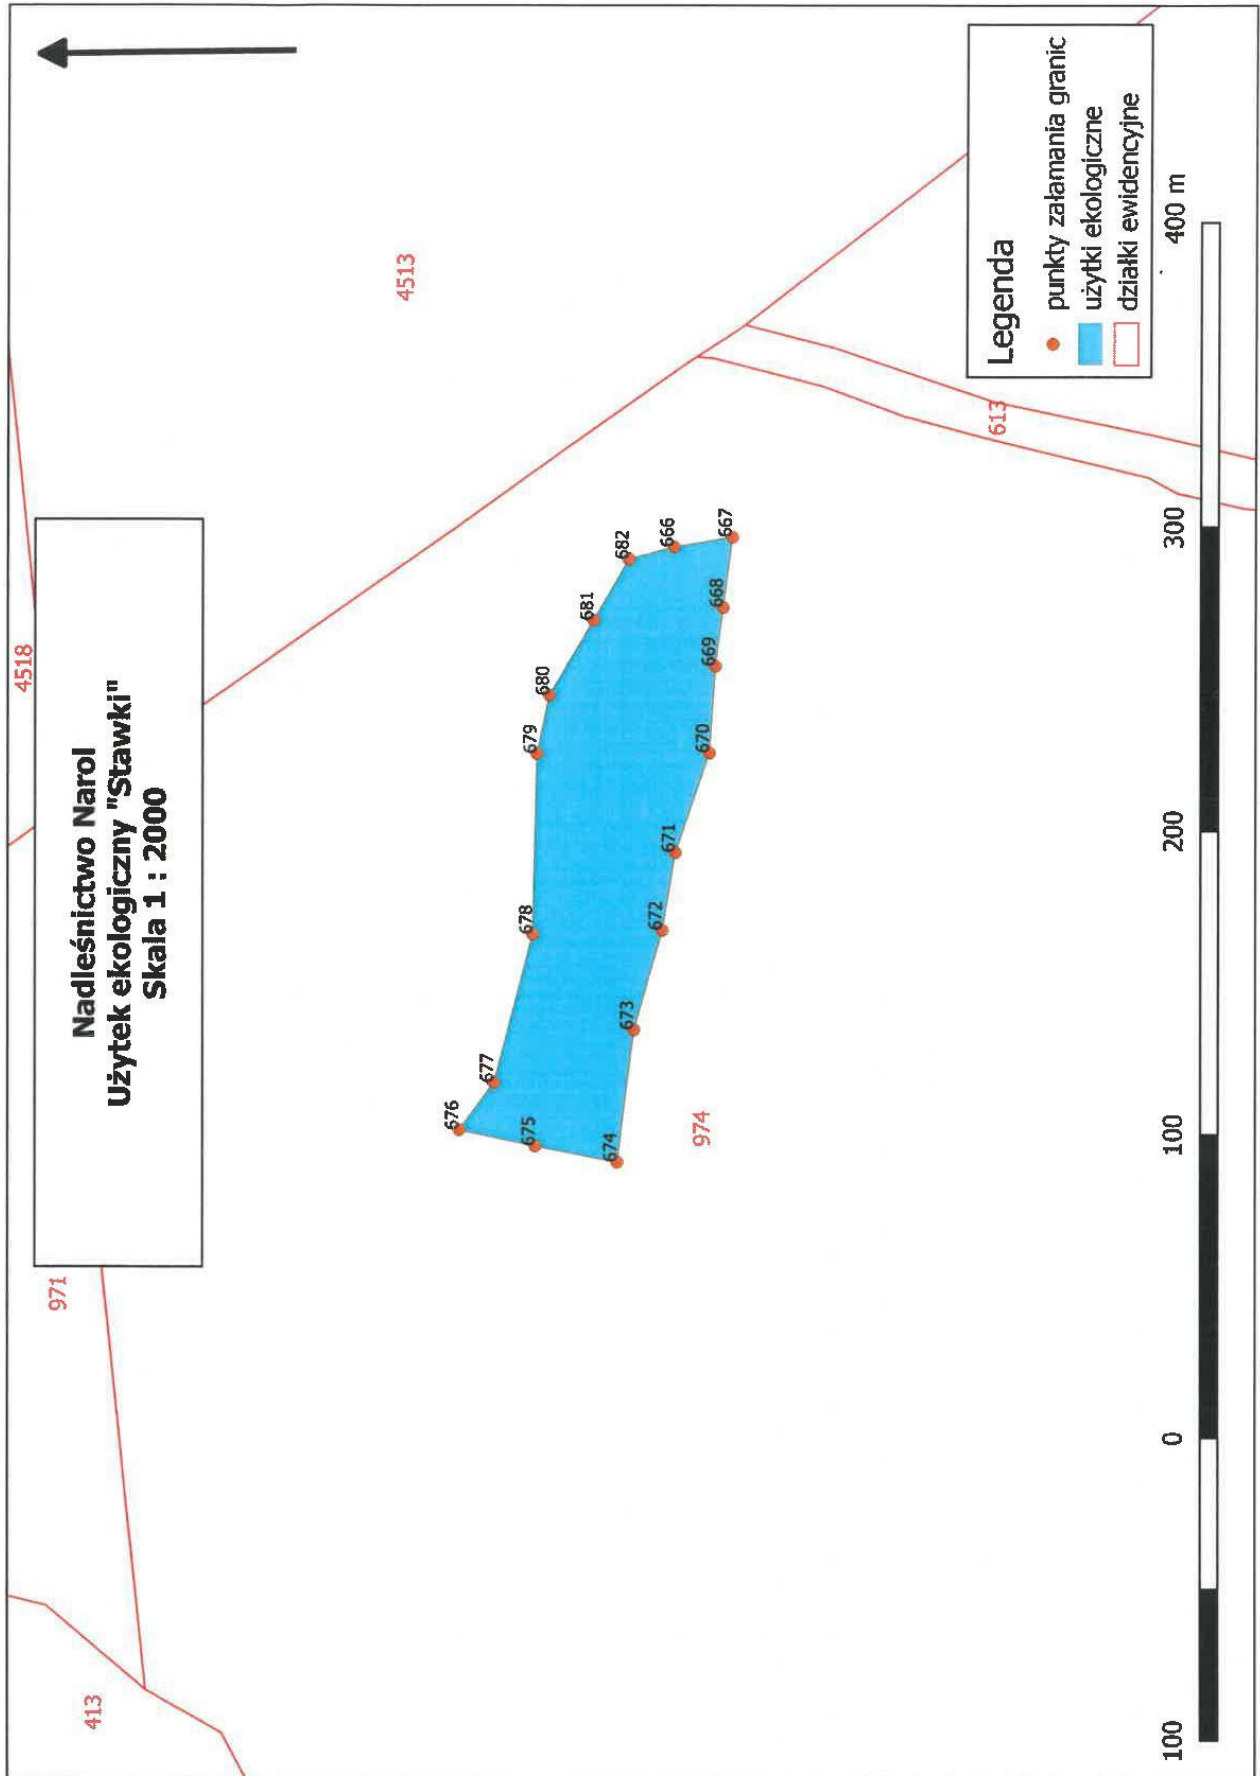 Nadleśnictwo Narol
Użytek ekologiczny "Stawki"
Skala 1 : 2000
413
971
4518
4513
676
677
678
679
680
681
682
666
667
668
669
670
671
672
673
674
675
974
613
Legenda
punkty załamania granic
użytki ekologiczne
działki ewidencyjne
100 0 100 200 300 400 m